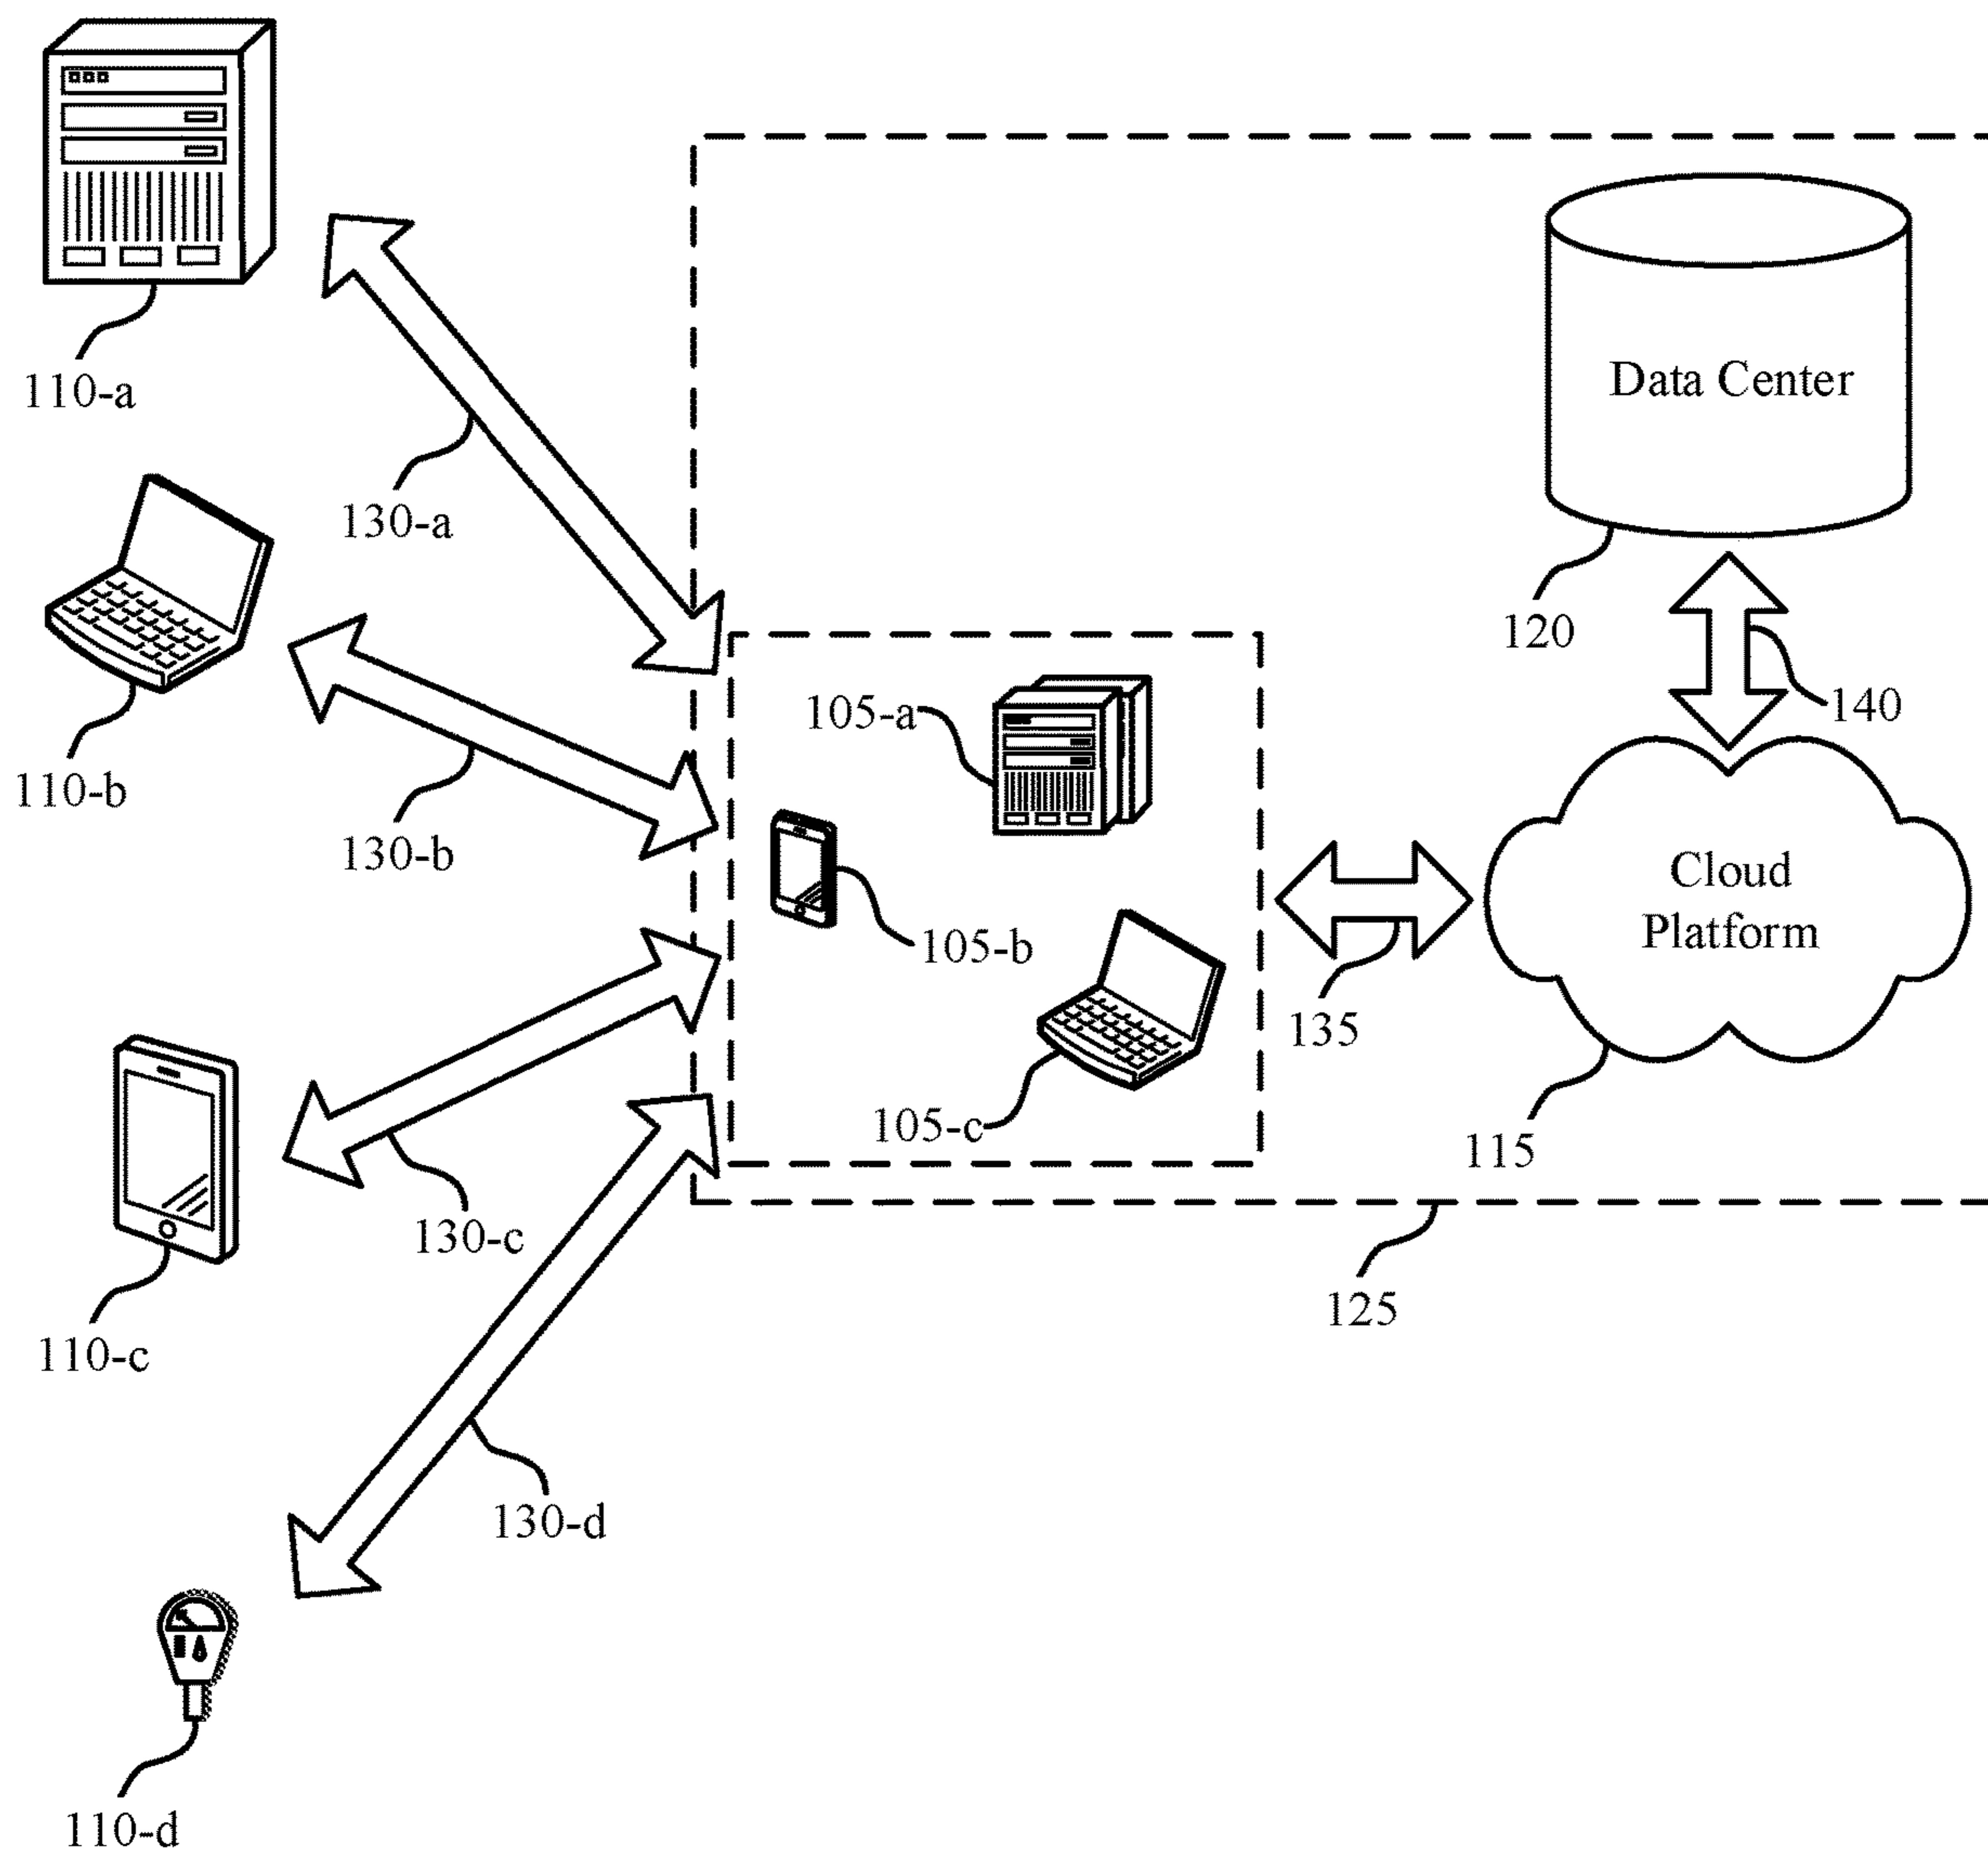 110-a
130-a
Data Center
120
140
110-b
130-b
105-a
105-b
105-c
Cloud
Platform
135
115
130-c
125
110-c
130-d
110-d